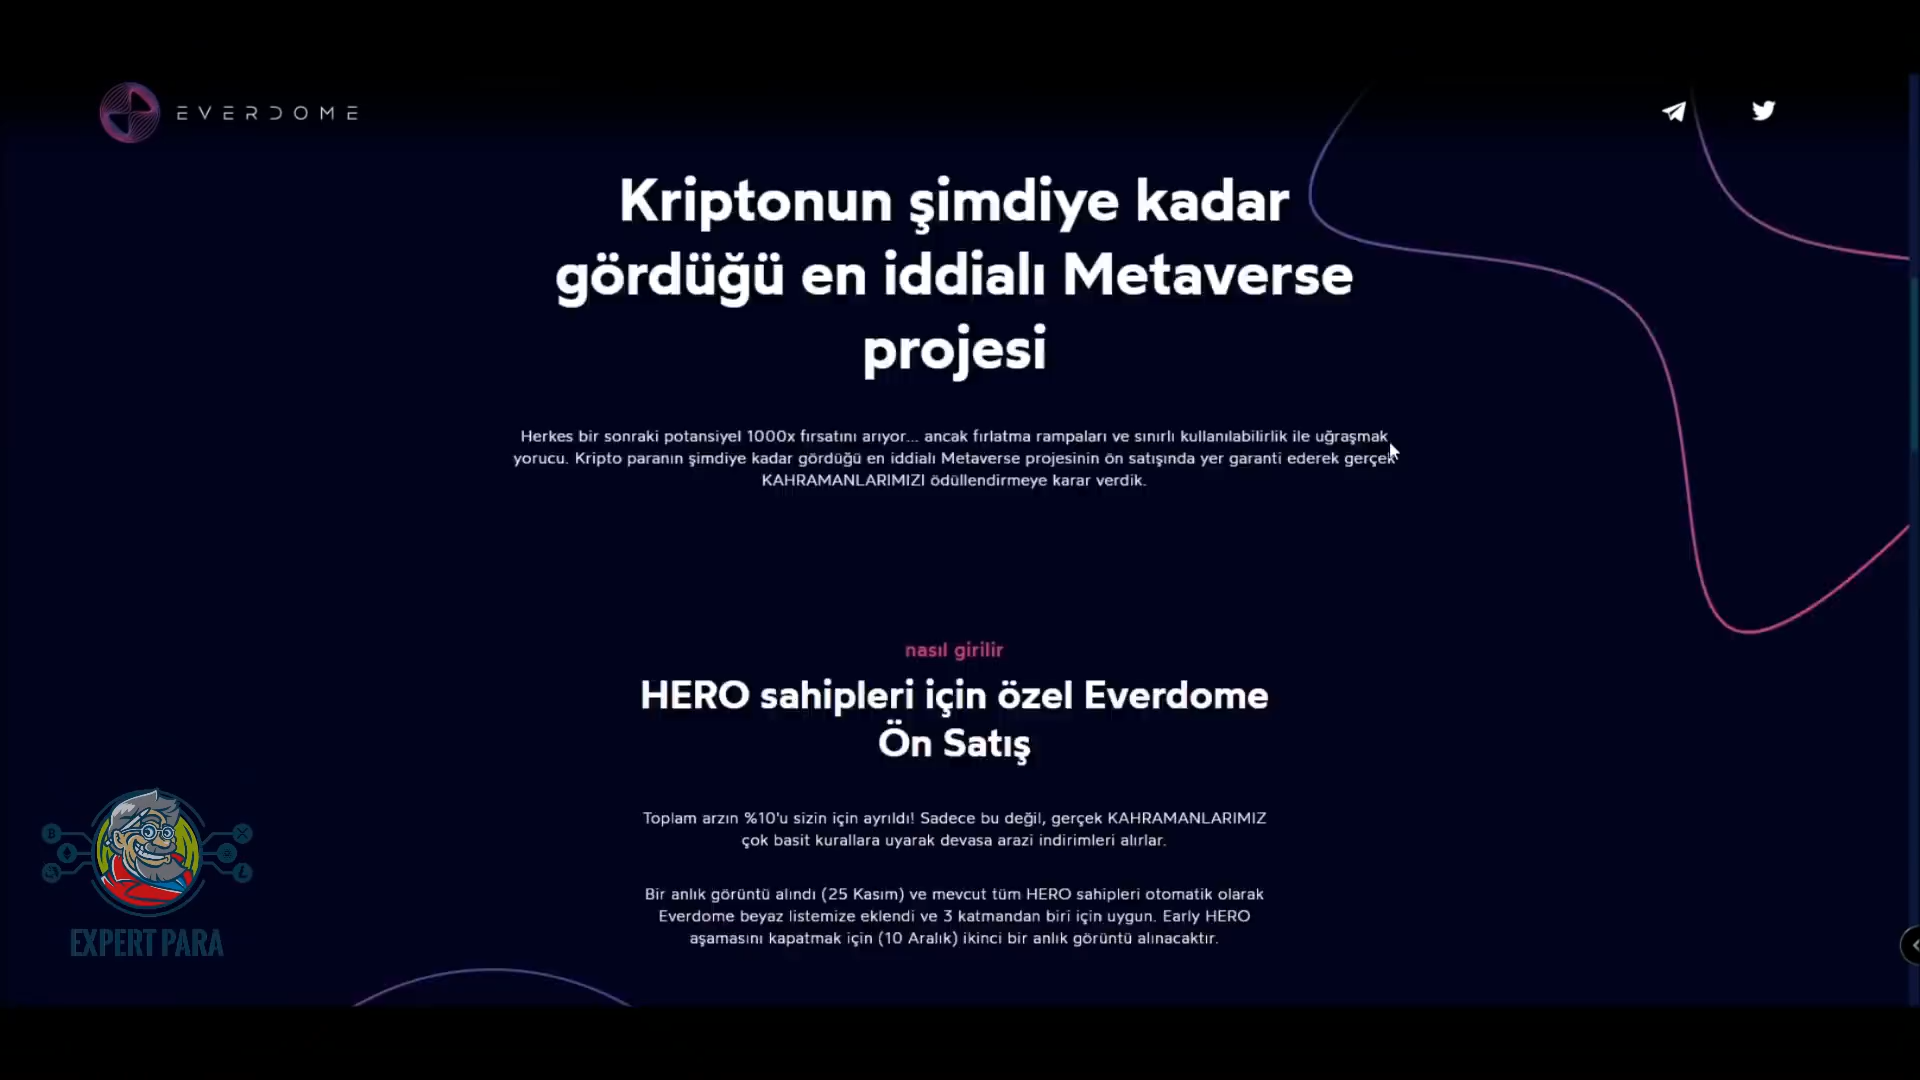 EVERDOME
Kriptonun şimdiye kadar
gördüğü en iddialı Metaverse
projesi
Herkes bir sonraki potansiyel 1000x fırsatını arıyor... ancak fırlatma rampaları ve sınırlı kullanılabilirlik ile uğraşmak
yorucu. Kripto paranın şimdiye kadar gördüğü en iddialı Metaverse projesinin ön satışında yer garanti ederek gerçek
KAHRAMANLARIMIZI ödüllendirmeye karar verdik.
nasıl girilir
HERO sahipleri için özel Everdome
Ön Satış
Toplam arzın %10'u sizin için ayrıldı! Sadece bu değil, gerçek KAHRAMANLARIMIZ
çok basit kurallara uyarak devasa arazi indirimleri alırlar.
Bir anlık görüntü alındı (25 Kasım) ve mevcut tüm HERO sahipleri otomatik olarak
Everdome beyaz listemize eklendi ve 3 katmandan biri için uygun. Early HERO
aşamasını kapatmak için (10 Aralık) ikinci bir anlık görüntü alınacaktır.
EXPERT PARA